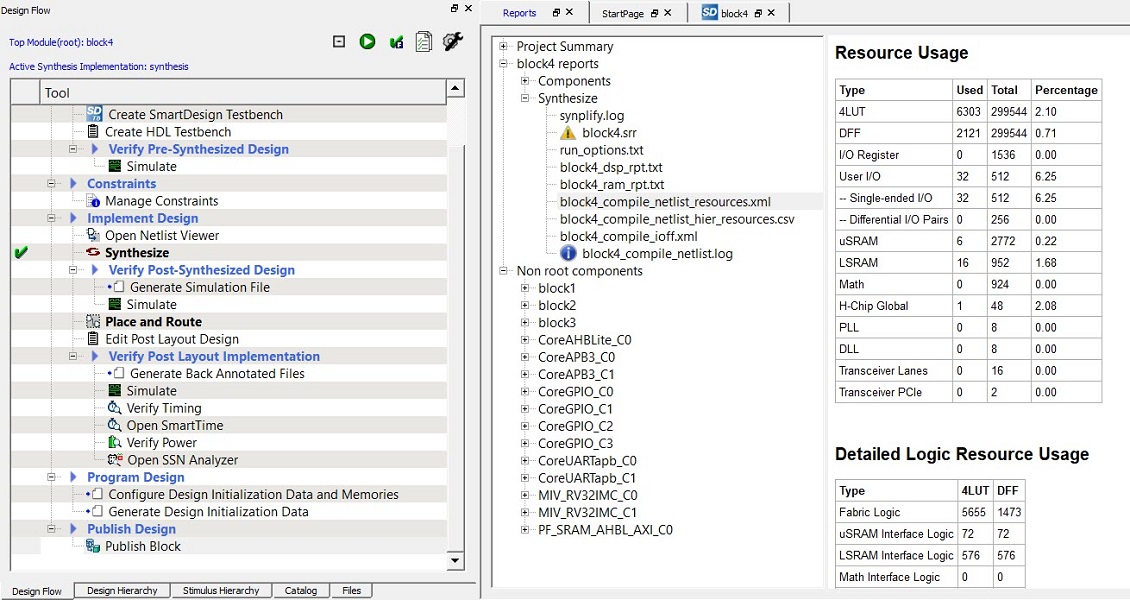 Design Flow
Top Module(root): block4
Active Synthesis Implementation: synthesis
Tool
Create SmartDesign Testbench
Create HDL Testbench
Verify Pre-Synthesized Design
Simulate
Constraints
Manage Constraints
Implement Design
Open Netlist Viewer
Synthesize
Verify Post-Synthesized Design
Generate Simulation File
Simulate
Place and Route
Edit Post Layout Design
Verify Post Layout Implementation
Generate Back Annotated Files
Simulate
Verify Timing
Open SmartTime
Verify Power
Open SSN Analyzer
Program Design
Configure Design Initialization Data and Memories
Generate Design Initialization Data
Publish Design
Publish Block
Design Flow Design Hierarchy Stimulus Hierarchy Catalog Files
Reports StartPage SD block4
Project Summary
block4 reports
Components
Synthesize
synplify.log
block4.srr
run_options.txt
block4_dsp_rpt.txt
block4_ram_rpt.txt
block4_compile_netlist_resources.xml
block4_compile_netlist_hier_resources.csv
block4_compile_ioff.xml
block4_compile_netlist.log
Non root components
block1
block2
block3
CoreAHBLite_C0
CoreAPB3_C0
CoreAPB3_C1
CoreGPIO_C0
CoreGPIO_C1
CoreGPIO_C2
CoreGPIO_C3
CoreUARTapb_C0
CoreUARTapb_C1
MIV_RV32IMC_C0
MIV_RV32IMC_C1
PF_SRAM_AHBL_AXI_C0
Resource Usage
Type Used Total Percentage
4LUT 6303 299544 2.10
DFF 2121 299544 0.71
I/O Register 0 1536 0.00
User I/O 32 512 6.25
-- Single-ended I/O 32 512 6.25
-- Differential I/O Pairs 0 256 0.00
uSRAM 6 2772 0.22
LSRAM 16 952 1.68
Math 0 924 0.00
H-Chip Global 1 48 2.08
PLL 0 8 0.00
DLL 0 8 0.00
Transceiver Lanes 0 16 0.00
Transceiver PCIe 0 2 0.00
Detailed Logic Resource Usage
Type 4LUT DFF
Fabric Logic 5655 1473
uSRAM Interface Logic 72 72
LSRAM Interface Logic 576 576
Math Interface Logic 0 0